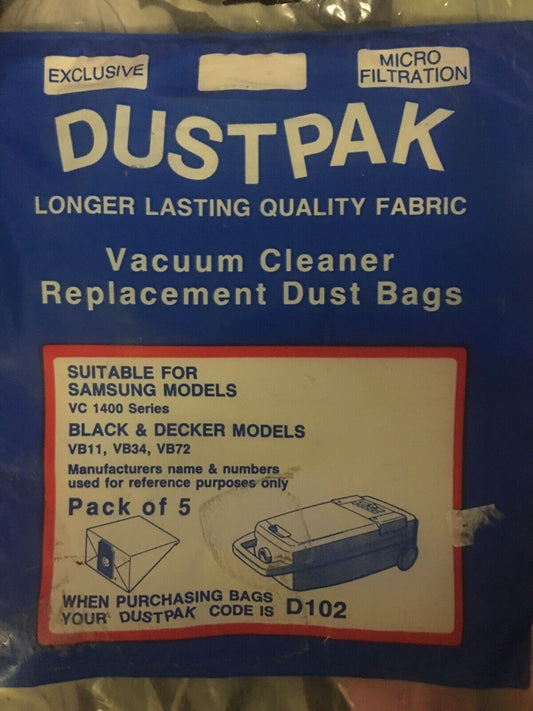 EXCLUSIVE
MICRO
FILTRATION
DUSTPAK
LONGER LASTING QUALITY FABRIC
Vacuum Cleaner
Replacement Dust Bags
SUITABLE FOR
SAMSUNG MODELS
VC 1400 Series
BLACK & DECKER MODELS
VB11, VB34, VB72
Manufacturers name & numbers
used for reference purposes only
Pack of 5
DUSTPAK
WHEN PURCHASING BAGS
YOUR DUSTPAK CODE IS D102